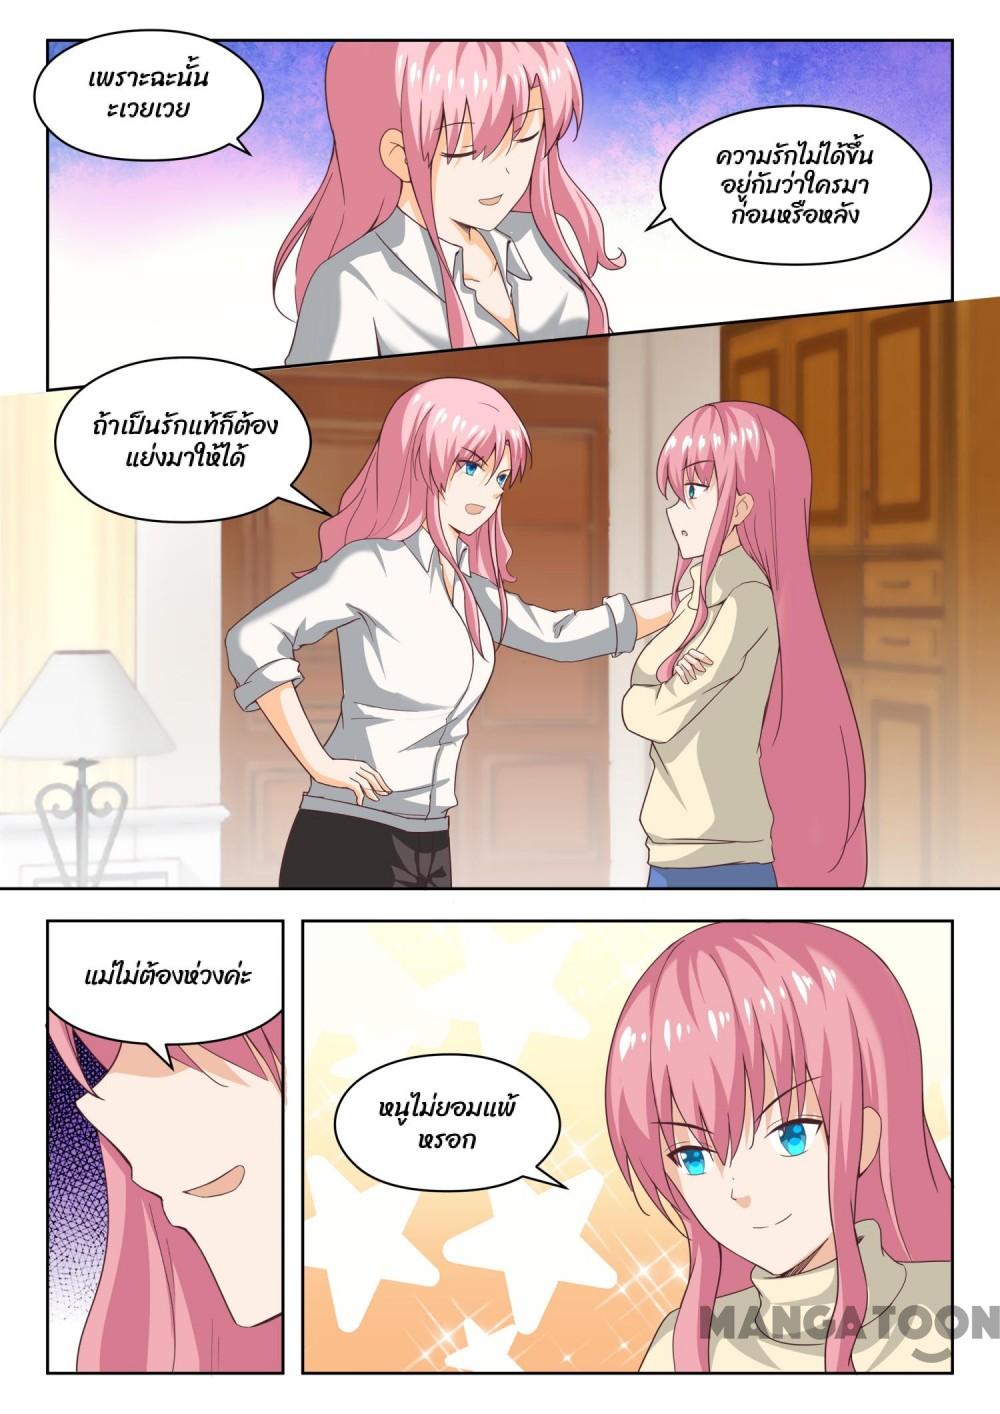 เพราะฉะนั้น
ะเวยเวย
ความรักไม่ได้ขึ้น
อยู่กับว่าใครมา
ก่อนหรือหลัง
ถ้าเป็นรักแท้ก็ต้อง
แย่งมาให้ได้
แม่ไม่ต้องห่วงค่ะ
หนูไม่ยอมแพ้
หรอก
MANGATOON